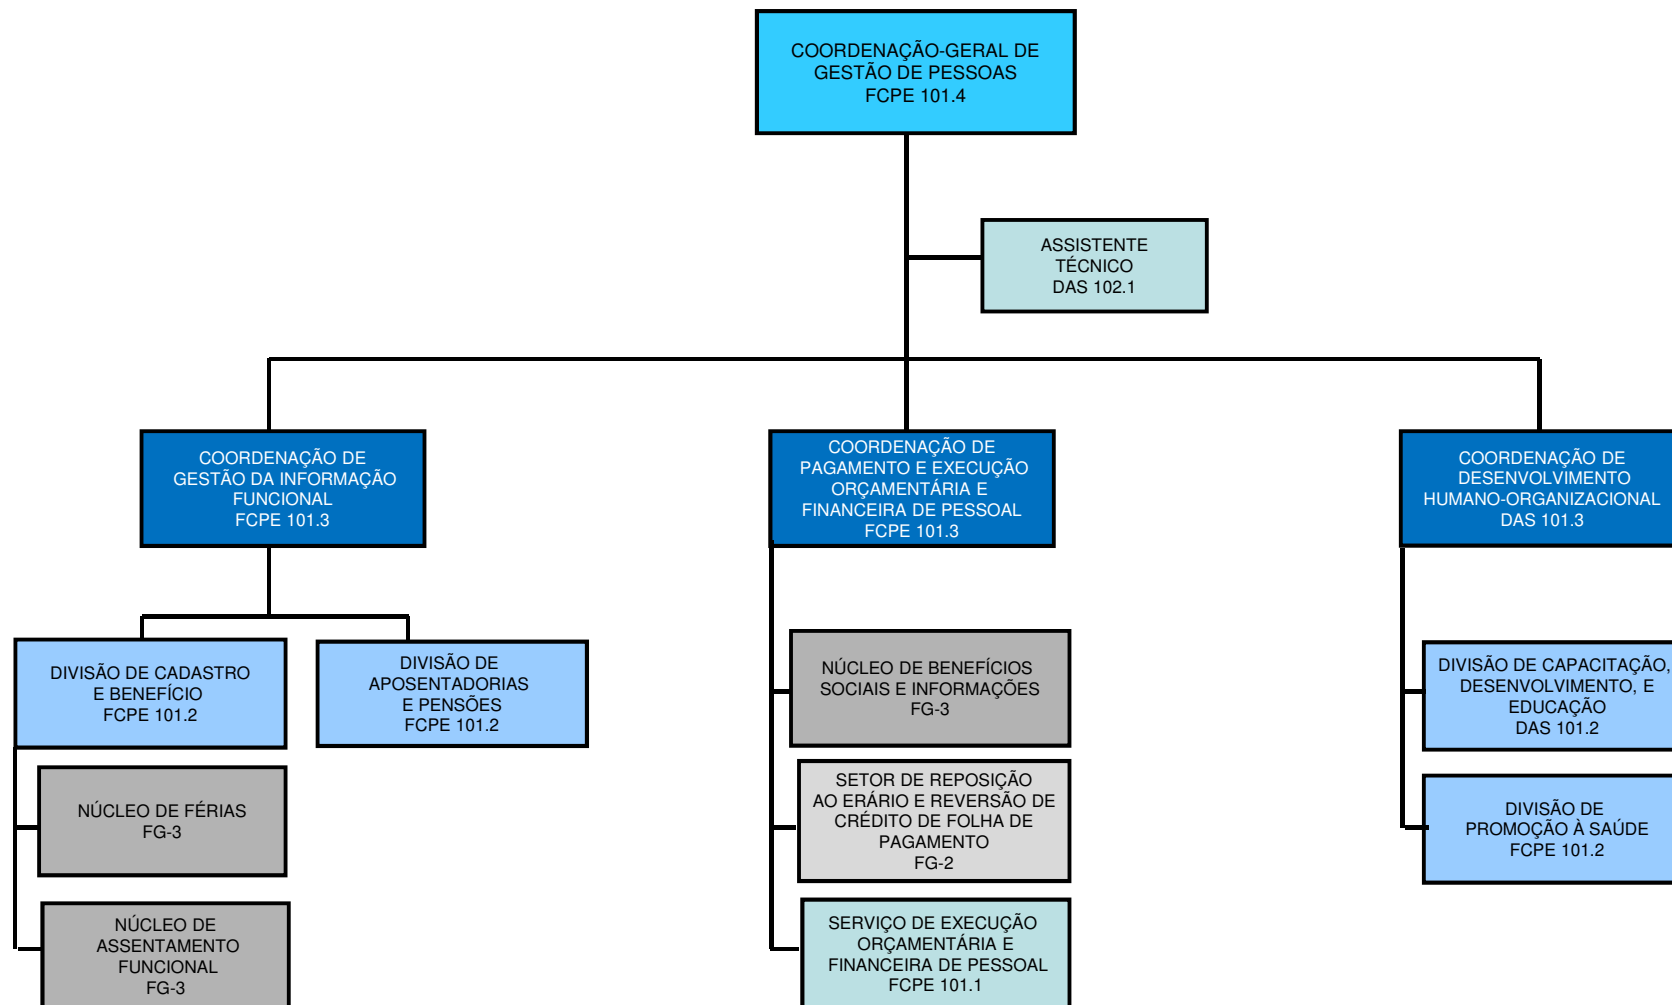 COORDENAÇÃO-GERAL DE
GESTÃO DE PESSOAS
FCPE 101.4
ASSISTENTE
TÉCNICO
DAS 102.1
COORDENAÇÃO DE
GESTÃO DA INFORMAÇÃO
FUNCIONAL
FCPE 101.3
COORDENAÇÃO DE
PAGAMENTO E EXECUÇÃO
ORÇAMENTÁRIA E
FINANCEIRA DE PESSOAL
FCPE 101.3
COORDENAÇÃO DE
DESENVOLVIMENTO
HUMANO-ORGANIZACIONAL
DAS 101.3
DIVISÃO DE CADASTRO
E BENEFÍCIO
FCPE 101.2
DIVISÃO DE
APOSENTADORIAS
E PENSÕES
FCPE 101.2
NÚCLEO DE FÉRIAS
FG-3
NÚCLEO DE
ASSENTAMENTO
FUNCIONAL
FG-3
NÚCLEO DE BENEFÍCIOS
SOCIAIS E INFORMAÇÕES
FG-3
SETOR DE REPOSIÇÃO
AO ERÁRIO E REVERSÃO DE
CRÉDITO DE FOLHA DE
PAGAMENTO
FG-2
SERVIÇO DE EXECUÇÃO
ORÇAMENTÁRIA E
FINANCEIRA DE PESSOAL
FCPE 101.1
DIVISÃO DE CAPACITAÇÃO,
DESENVOLVIMENTO, E
EDUCAÇÃO
DAS 101.2
DIVISÃO DE
PROMOÇÃO À SAÚDE
FCPE 101.2